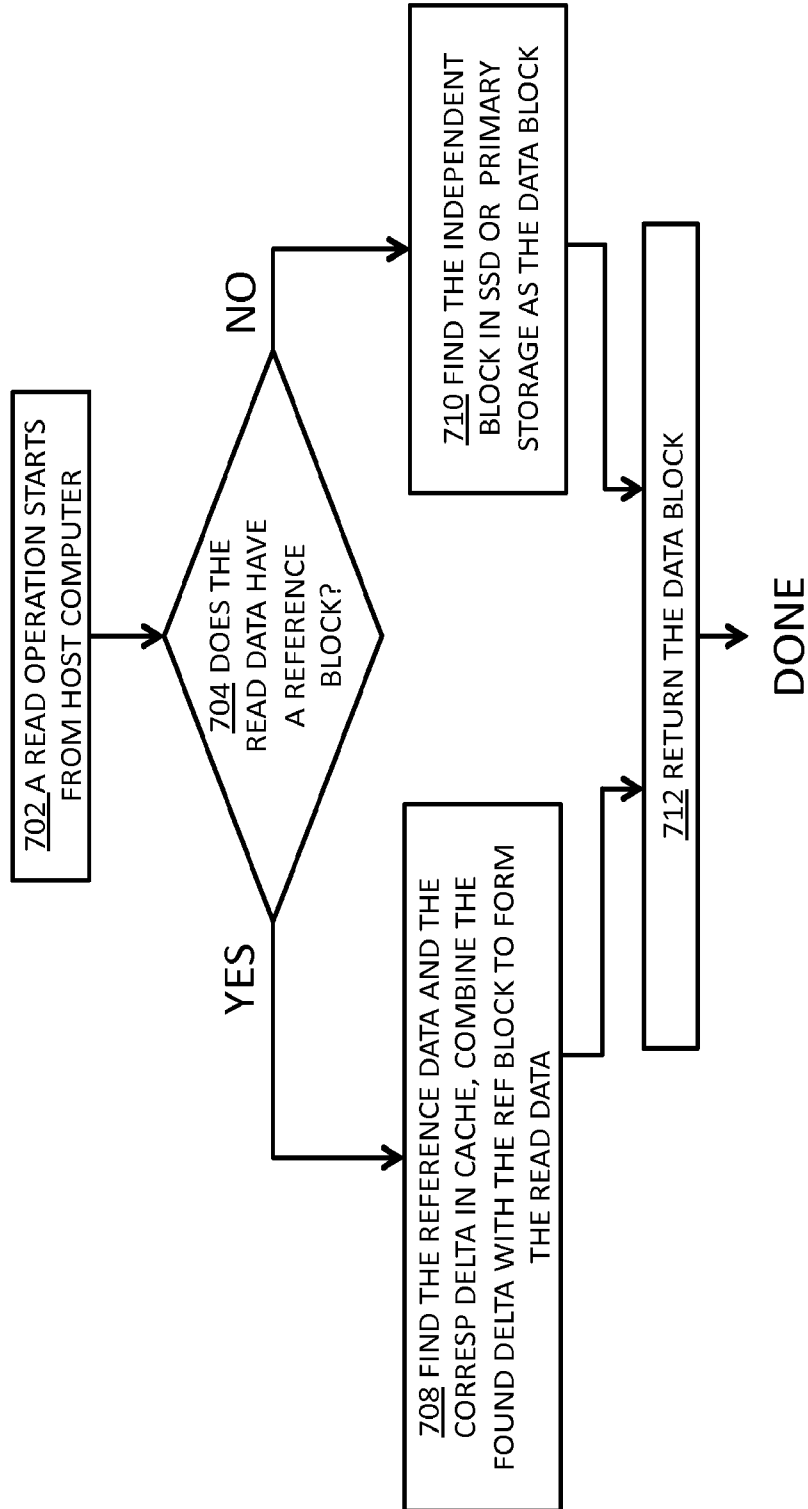 702 A READ OPERATION STARTS
FROM HOST COMPUTER
704 DOES THE
READ DATA HAVE
A REFERENCE
BLOCK?
YES
NO
708 FIND THE REFERENCE DATA AND THE
CORRESP DELTA IN CACHE, COMBINE THE
FOUND DELTA WITH THE REF BLOCK TO FORM
THE READ DATA
710 FIND THE INDEPENDENT
BLOCK IN SSD OR PRIMARY
STORAGE AS THE DATA BLOCK
712 RETURN THE DATA BLOCK
DONE